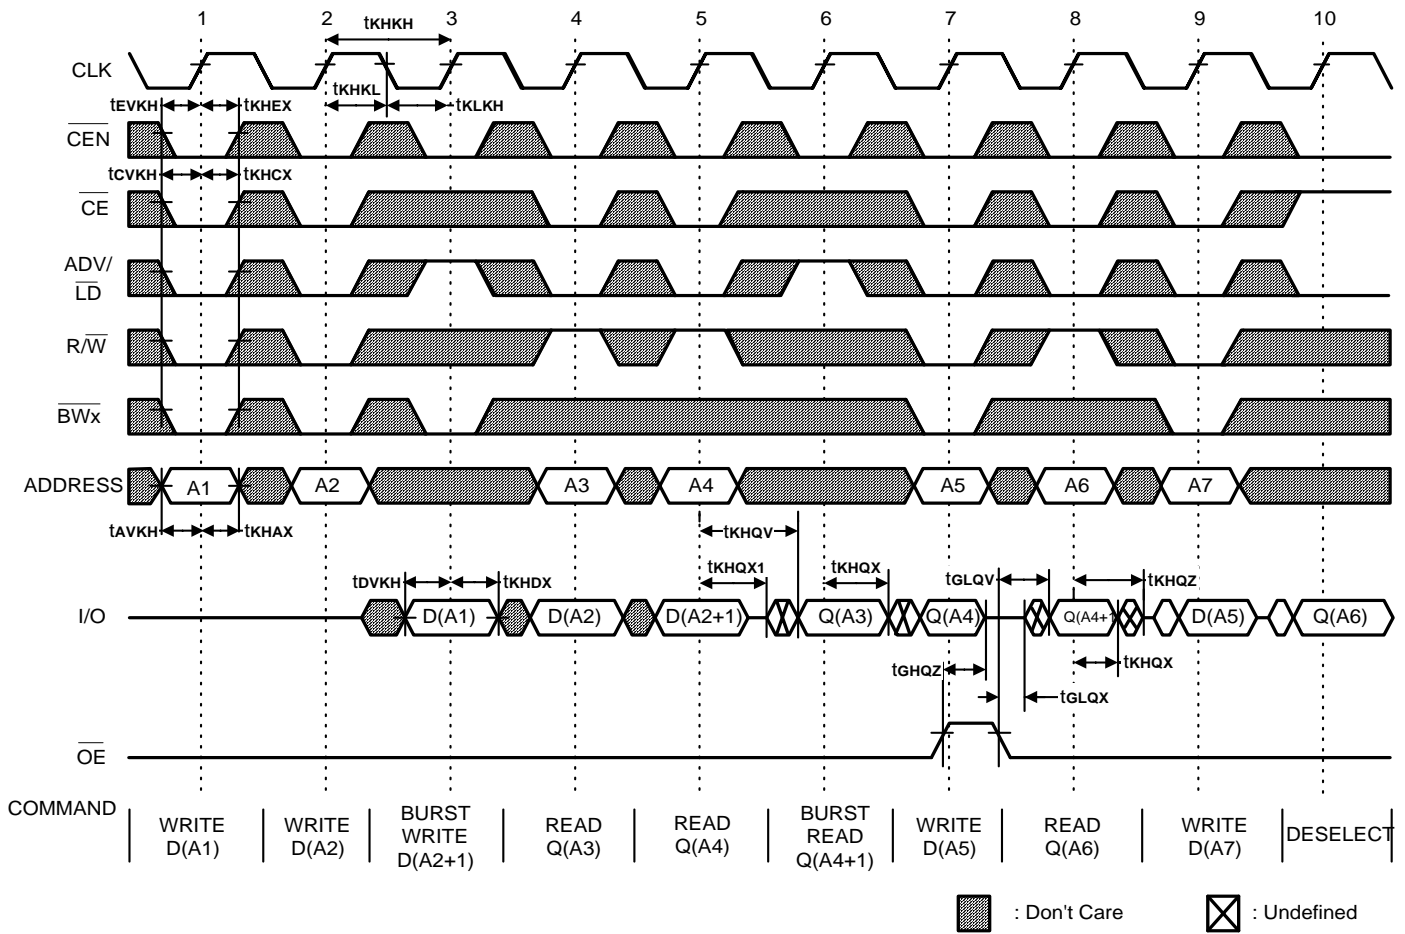 1 2 3 4 5 6 7 8 9 10
tKHKH
CLK
tKHKL tKLKH
tEVKH tKHEX
CEN
tCVKH tKHCX
CE
ADV/
LD
R/W
BWx
ADDRESS A1 A2 A3 A4 A5 A6 A7
tAVKH tKHAX tKHQV
tDVKH tKHDX tKHQX1 tKHQX tGLQV tKHQZ
I/O D(A1) D(A2) D(A2+1) Q(A3) Q(A4) Q(A4+1 D(A5) Q(A6)
tGHQZ tKHQX
tGLQX
OE
COMMAND
WRITE
D(A1)
WRITE
D(A2)
BURST
WRITE
D(A2+1)
READ
Q(A3)
READ
Q(A4)
BURST
READ
Q(A4+1)
WRITE
D(A5)
READ
Q(A6)
WRITE
D(A7)
DESELECT
: Don't Care : Undefined